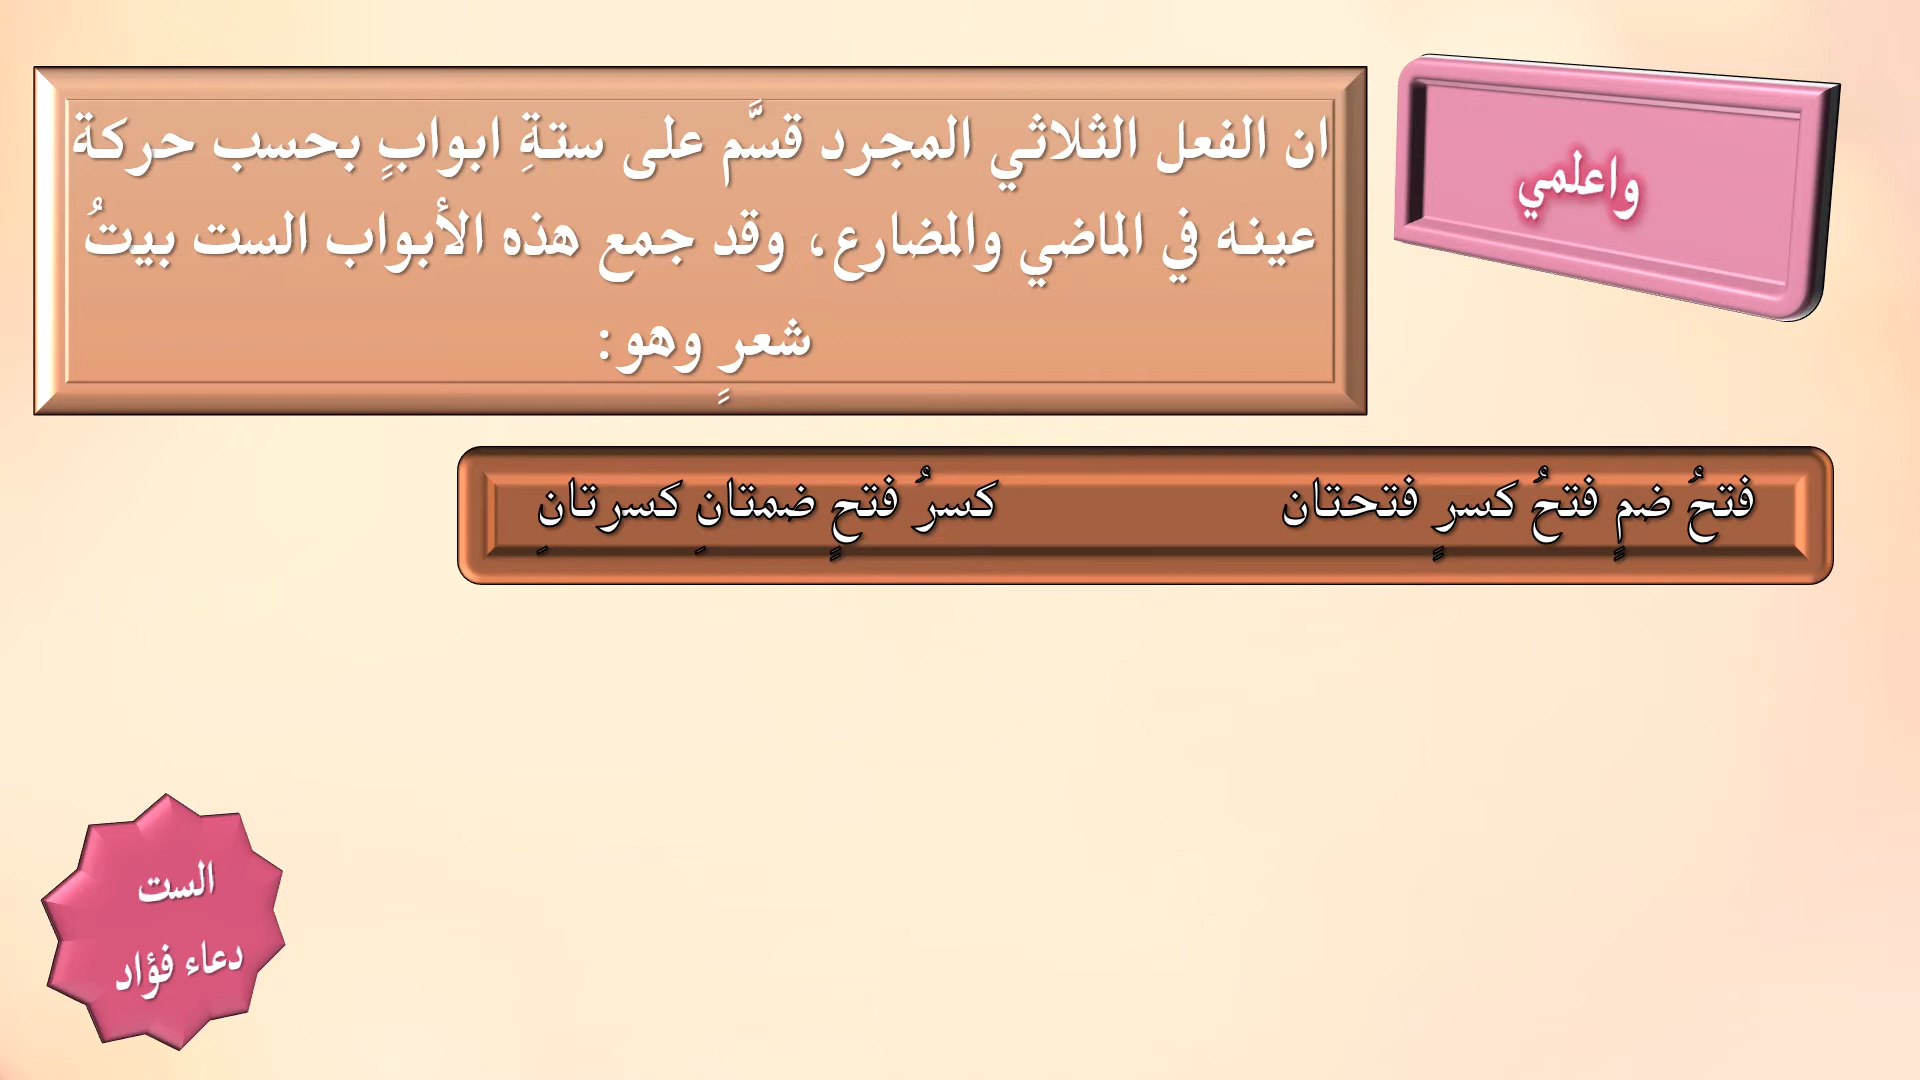 واعلمي
ان الفعل الثلاثي المجرد قسَّم على ستةِ ابوابٍ بحسب حركة
عينه في الماضي والمضارع، وقد جمع هذه الأبواب الست بيتُ
شعرٍ وهو:
فتحُ ضمٍ فتحُ كسرٍ فتحتان كسرُ فتحٍ ضمتانِ كسرتانِ
الست
دعاء فؤاد